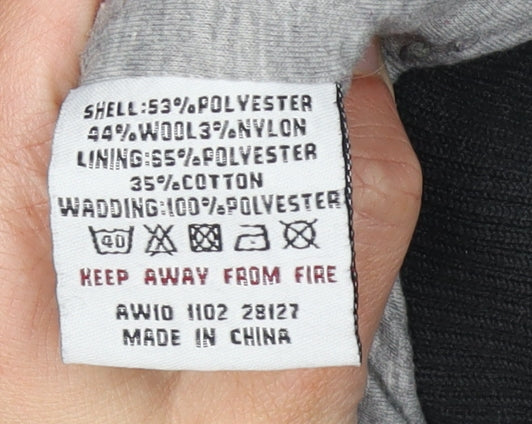 SHELL:53%POLYESTER
44%WOOL3%NYLON
LINING:65%POLYESTER
35%COTTON
WADDING:100%POLYESTER
40
KEEP AWAY FROM FIRE
AW10 1102 28127
MADE IN CHINA